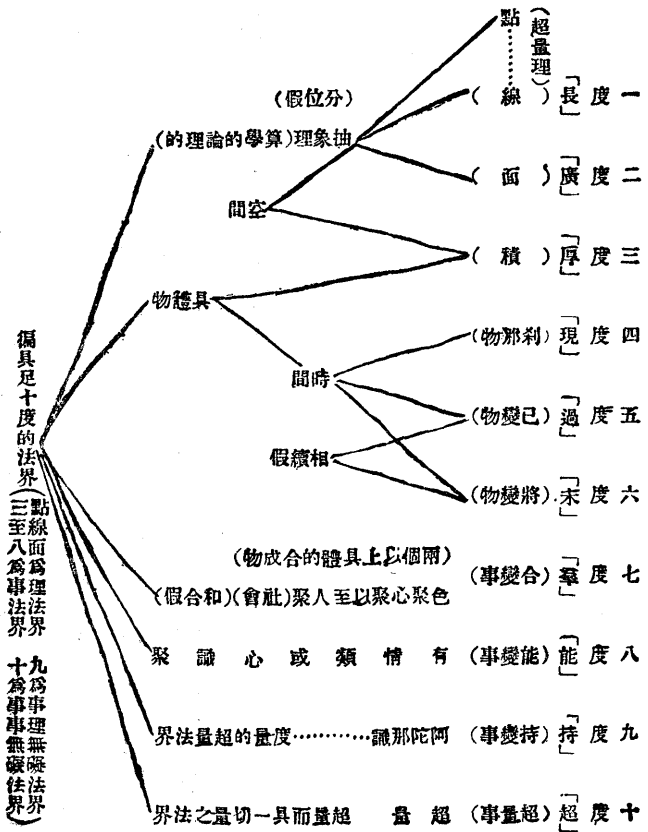 點
(超量理)
一度「長」(線)
二度「廣」(面)
三度「厚」(積)
四度「現」(刹那物)
五度「過」(已變物)
六度「未」(將變物)
七度「羣」(合變事)
八度「能」(能變事)有情類或心識聚
九度「持」(持變事)阿陀那識…………度量的超量法界
十度「超」(超量事)超量 超量而具一切量之法界
(分位假)
抽象理(算學的論理的)
空間
具體物
時間
相續假
(兩個以上具體的合成物)
色聚心聚以至人聚(社會)(和合假)
徧具足十度的法界
(點線面爲理法界 九爲事理無礙法界
三至八爲事法界 十爲事事無礙法界)